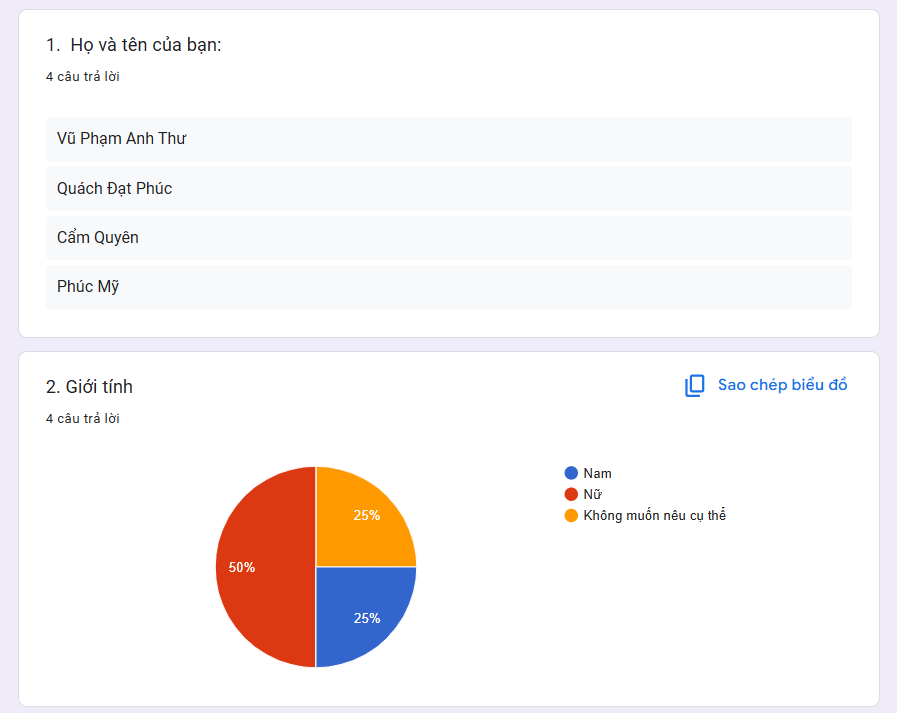 1. Họ và tên của bạn:
4 câu trả lời
Vũ Phạm Anh Thư
Quách Đạt Phúc
Cẩm Quyên
Phúc Mỹ
2. Giới tính
Sao chép biểu đồ
4 câu trả lời
Nam
Nữ
Không muốn nêu cụ thể
25%
50%
25%